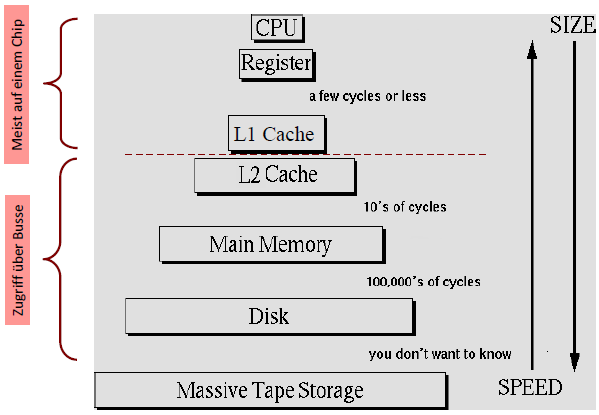 CPU
SIZE
Register
a few cycles or less
Meist auf einem Chip
L1 Cache
L2 Cache
10's of cycles
Main Memory
Zugriff über Busse
100,000's of cycles
Disk
you don't want to know
SPEED
Massive Tape Storage